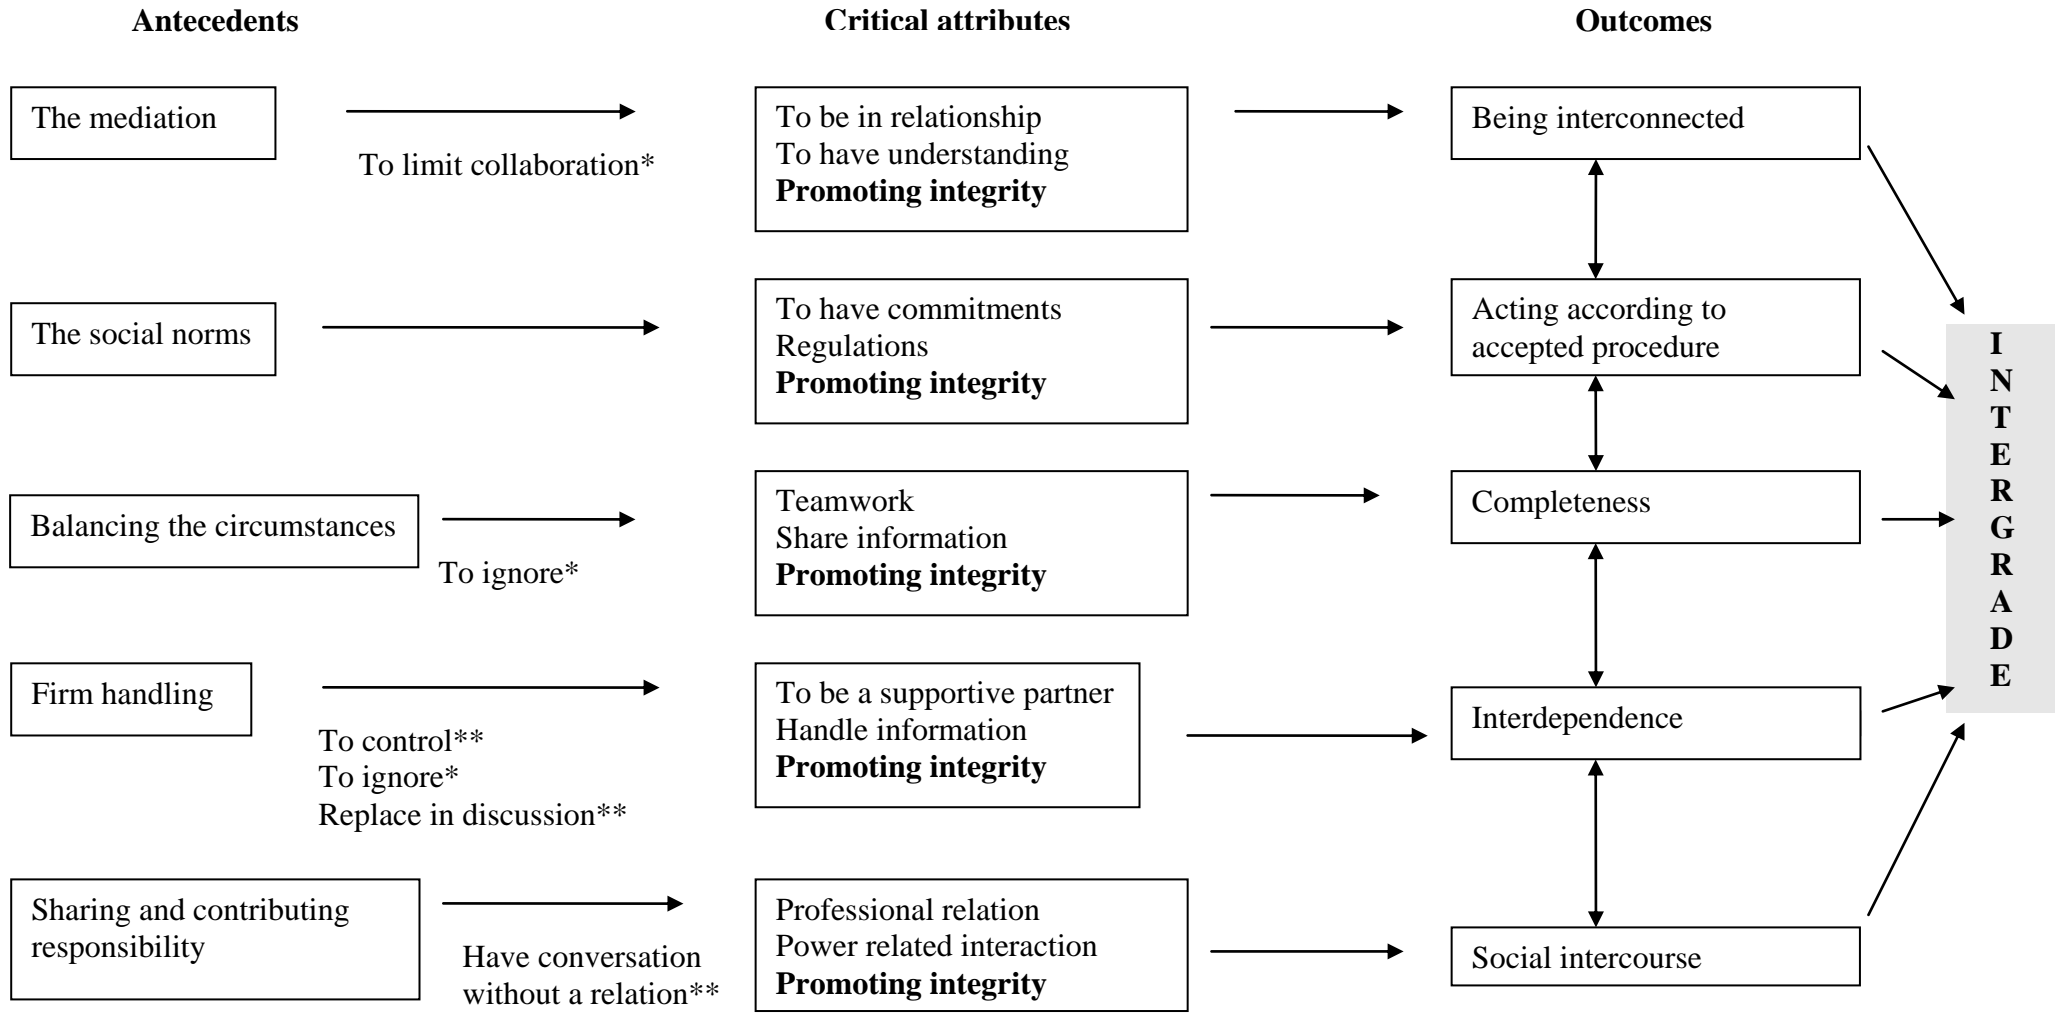 Antecedents
Critical attributes
Outcomes
The mediation
To limit collaboration*
To be in relationship
To have understanding
Promoting integrity
Being interconnected
The social norms
To have commitments
Regulations
Promoting integrity
Acting according to
accepted procedure
Balancing the circumstances
To ignore*
Teamwork
Share information
Promoting integrity
Completeness
Firm handling
To control**
To ignore*
Replace in discussion**
To be a supportive partner
Handle information
Promoting integrity
Interdependence
Sharing and contributing
responsibility
Have conversation
without a relation**
Professional relation
Power related interaction
Promoting integrity
Social intercourse
I
N
T
E
R
G
R
A
D
E